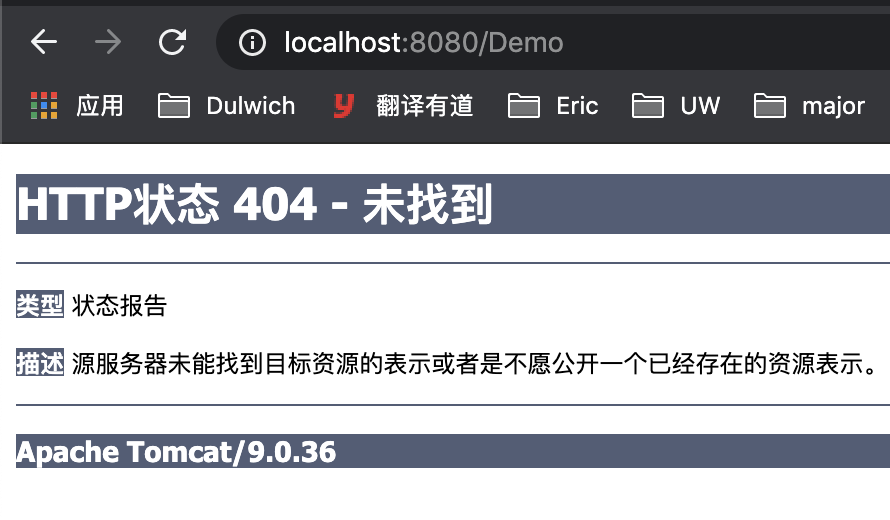 localhost:8080/Demo
应用 Dulwich 翻译有道 Eric UW major
HTTP状态 404 - 未找到
类型 状态报告
描述 源服务器未能找到目标资源的表示或者是不愿公开一个已经存在的资源表示。
Apache Tomcat/9.0.36